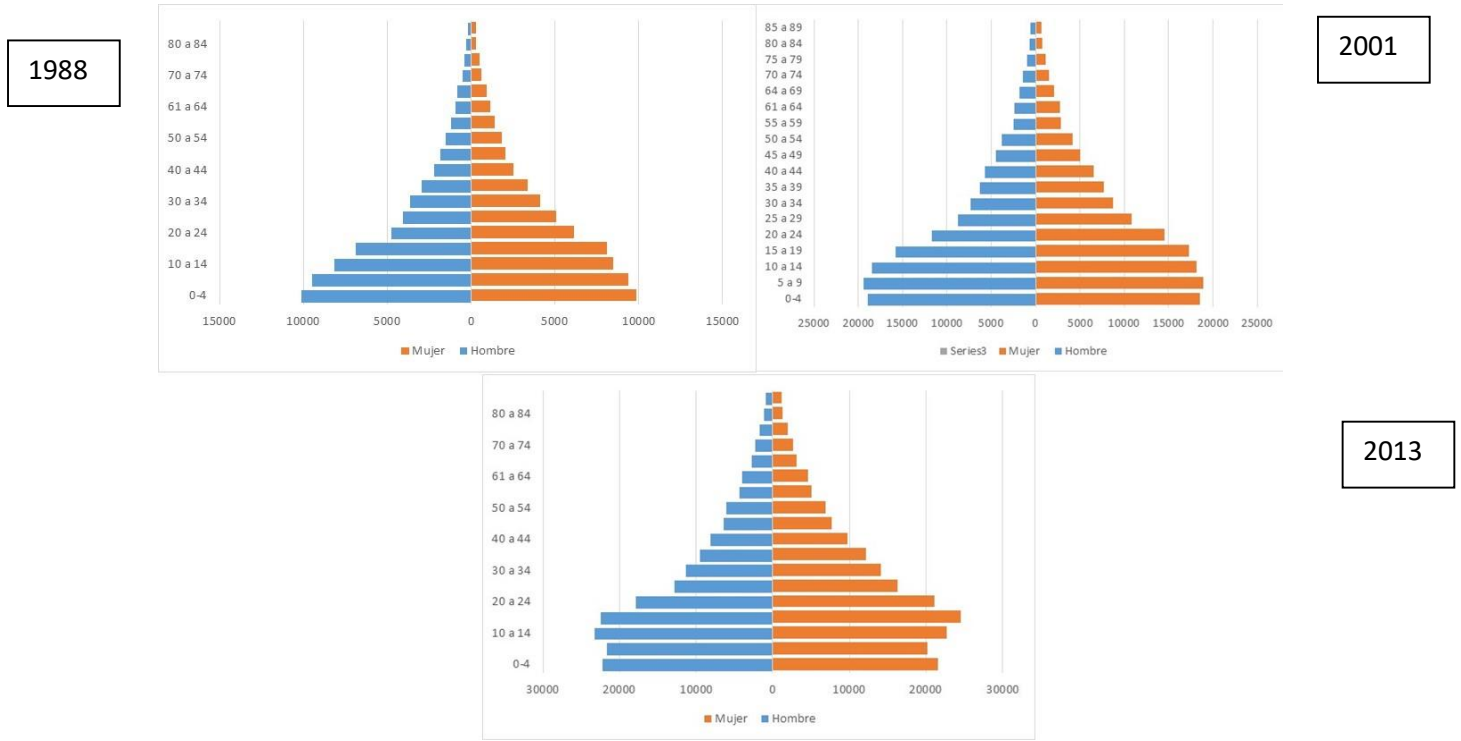 1988
80 a 84
70 a 74
61 a 64
50 a 54
40 a 44
30 a 34
20 a 24
10 a 14
0-4
15000 10000 5000 0 5000 10000 15000
Mujer Hombre
2001
85 a 89
80 a 84
75 a 79
70 a 74
64 a 69
61 a 64
55 a 59
50 a 54
45 a 49
40 a 44
35 a 39
30 a 34
25 a 29
20 a 24
15 a 19
10 a 14
5 a 9
0-4
25000 20000 15000 10000 5000 0 5000 10000 15000 20000 25000
Series3 Mujer Hombre
2013
80 a 84
70 a 74
61 a 64
50 a 54
40 a 44
30 a 34
20 a 24
10 a 14
0-4
30000 20000 10000 0 10000 20000 30000
Mujer Hombre